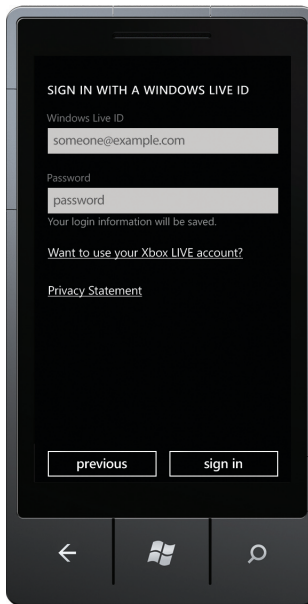 SIGN IN WITH A WINDOWS LIVE ID
Windows Live ID
someone@example.com
Password
password
Your login information will be saved.
Want to use your Xbox LIVE account?
Privacy Statement
previous
sign in